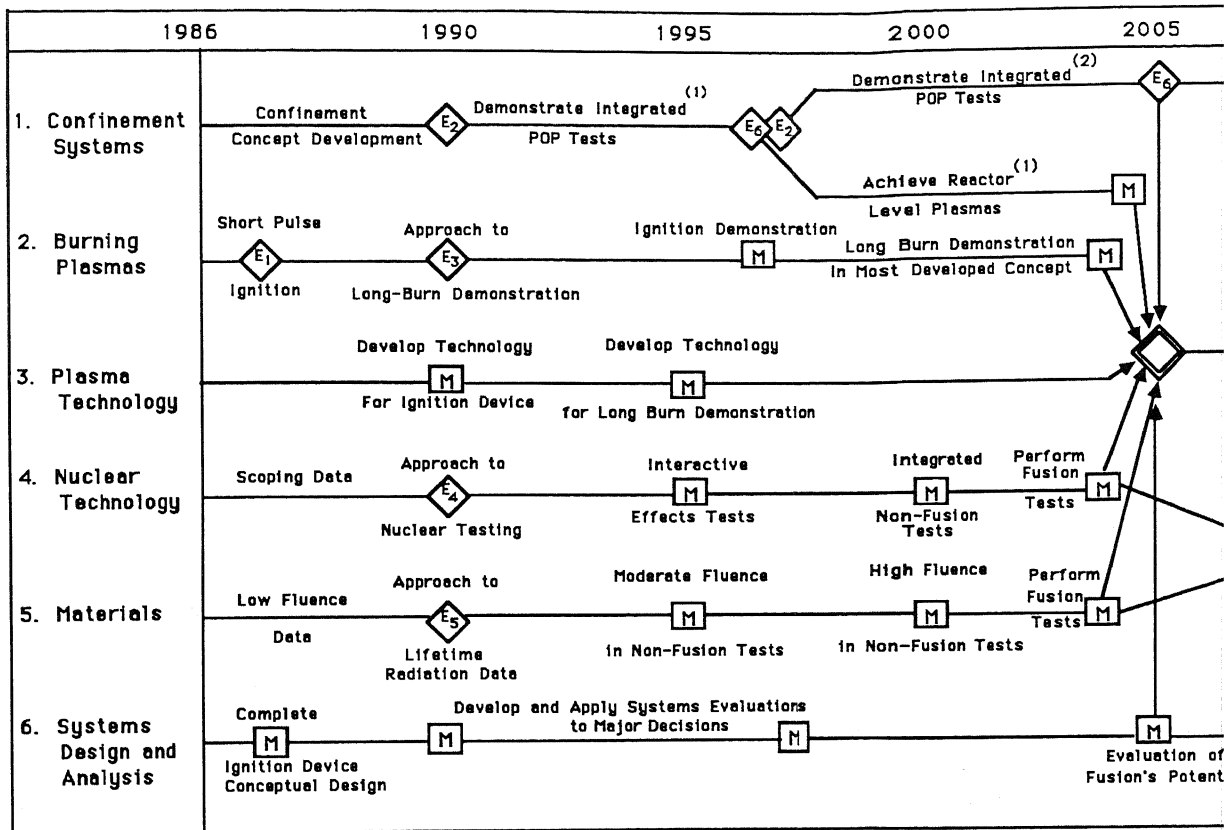 1986 1990 1995 2000 2005
1. Confinement
Systems
Confinement
Concept Development
E2
Demonstrate Integrated (1)
POP Tests
E6
E2
Demonstrate Integrated (2)
POP Tests
E6
Achieve Reactor (1)
Level Plasmas
M
2. Burning
Plasmas
Short Pulse
E1
Ignition
Approach to
E3
Long-Burn Demonstration
Ignition Demonstration
M
Long Burn Demonstration
in Most Developed Concept
M
3. Plasma
Technology
Develop Technology
M
For Ignition Device
Develop Technology
M
for Long Burn Demonstration
4. Nuclear
Technology
Scoping Data
Approach to
E4
Nuclear Testing
Interactive
M
Effects Tests
Integrated
M
Non-Fusion
Tests
Perform
Fusion
Tests
M
5. Materials
Low Fluence
Data
Approach to
E5
Lifetime
Radiation Data
Moderate Fluence
M
in Non-Fusion Tests
High Fluence
M
in Non-Fusion Tests
Perform
Fusion
Tests
M
6. Systems
Design and
Analysis
Complete
M
Ignition Device
Conceptual Design
M
Develop and Apply Systems Evaluations
to Major Decisions
M
M
Evaluation of
Fusion's Potent